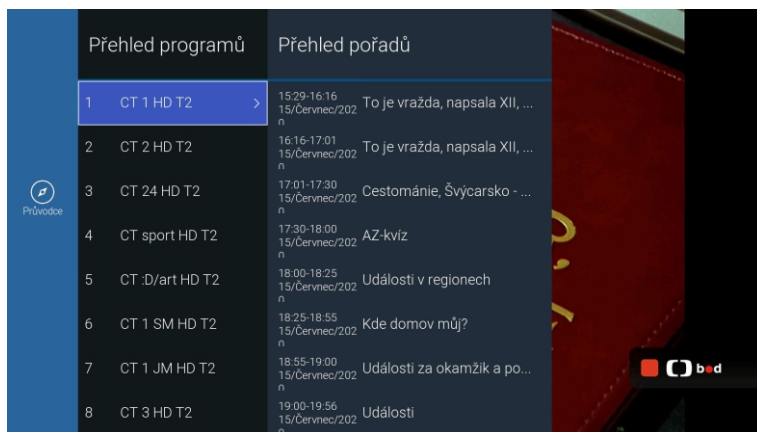 Přehled programů
Přehled pořadů
Průvodce
1 CT 1 HD T2 >
2 CT 2 HD T2
3 CT 24 HD T2
4 CT sport HD T2
5 CT :D/art HD T2
6 CT 1 SM HD T2
7 CT 1 JM HD T2
8 CT 3 HD T2
15:29-16:16
15/Červenec/202
To je vražda, napsala XII, ...
16:16-17:01
15/Červenec/202
To je vražda, napsala XII, ...
17:01-17:30
15/Červenec/202
Cestománie, Švýcarsko - ...
17:30-18:00
15/Červenec/202
AZ-kvíz
18:00-18:25
15/Červenec/202
Události v regionech
18:25-18:55
15/Červenec/202
Kde domov můj?
18:55-19:00
15/Červenec/202
Události za okamžik a po...
19:00-19:56
15/Červenec/202
Události
bod